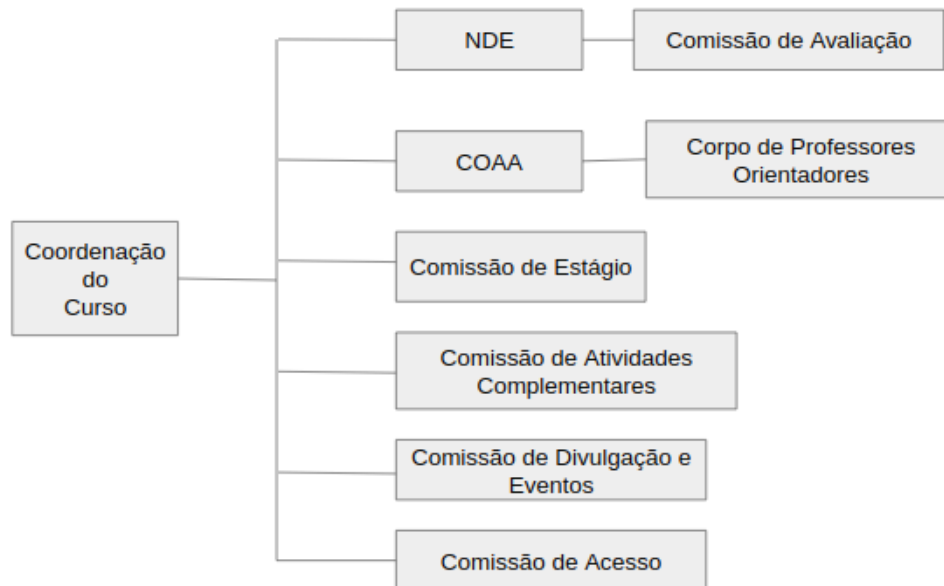 NDE
Comissão de Avaliação
COAA
Corpo de Professores
Orientadores
Coordenação
do
Curso
Comissão de Estágio
Comissão de Atividades
Complementares
Comissão de Divulgação e
Eventos
Comissão de Acesso